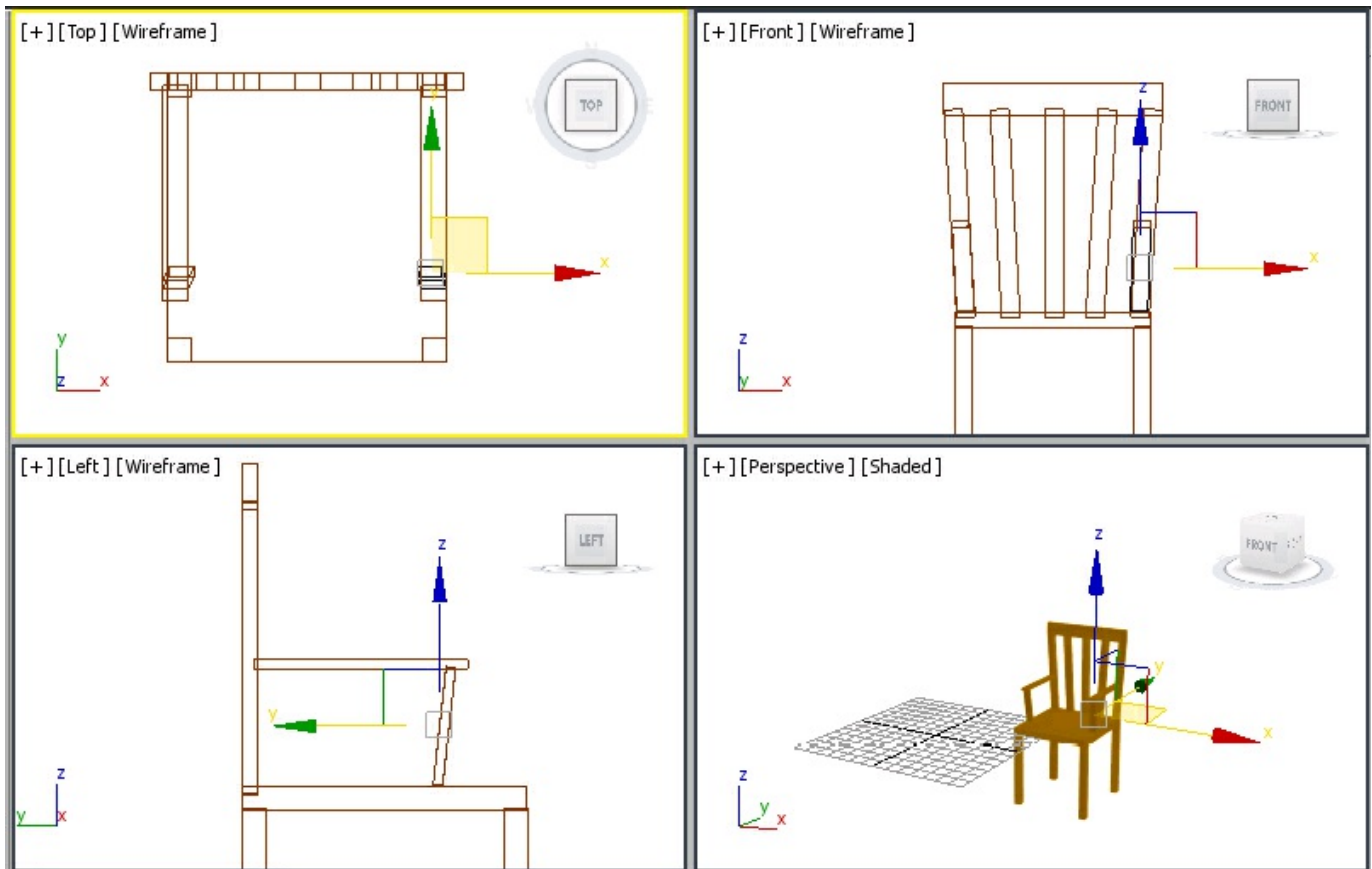 [+] [Top] [Wireframe]
TOP
y
x
y
z x
[+] [Front] [Wireframe]
FRONT
z
x
z
y x
[+] [Left] [Wireframe]
LEFT
z
y
z
y x
[+] [Perspective] [Shaded]
FRONT
z
y
x
z
y
x